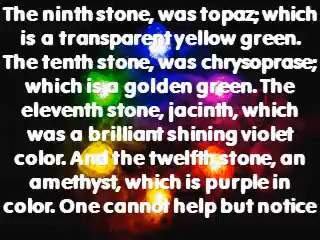 The ninth stone, was topaz; which
is a transparent yellow green.
The tenth stone, was chrysoprase;
which is a golden green. The
eleventh stone, jacinth, which
was a brilliant shining violet
color. And the twelfth stone, an
amethyst, which is purple in
color. One cannot help but notice